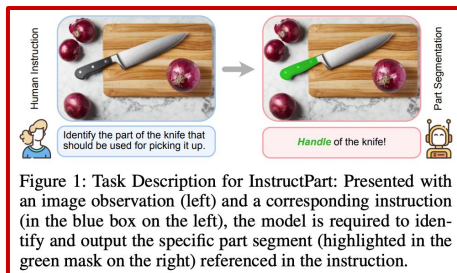 Human Instruction
Identify the part of the knife that
should be used for picking it up.
Part Segmentation
Handle of the knife!
Figure 1: Task Description for InstructPart: Presented with
an image observation (left) and a corresponding instruction
(in the blue box on the left), the model is required to iden-
tify and output the specific part segment (highlighted in the
green mask on the right) referenced in the instruction.